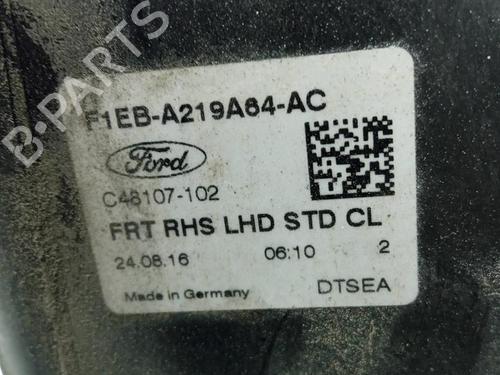 F1EB-A219A64-AC
Ford
C48107-102
FRT RHS LHD STD CL
24.08.16 06:10 2
Made in Germany DTSEA
B-PARTS